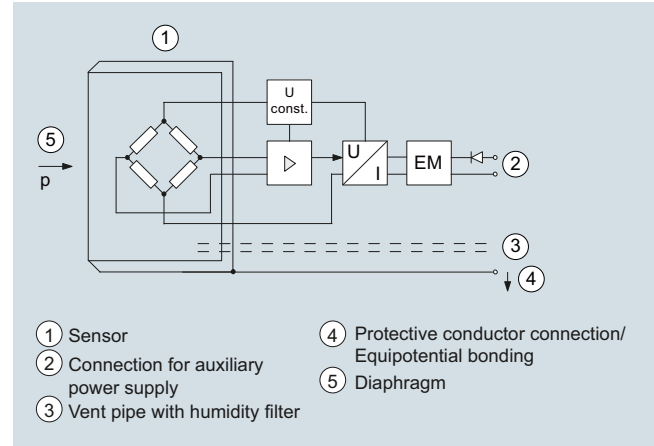 1
U
const.
5
p
U
I
EM
2
3
4
1 Sensor
2 Connection for auxiliary
power supply
3 Vent pipe with humidity filter
4 Protective conductor connection/
Equipotential bonding
5 Diaphragm